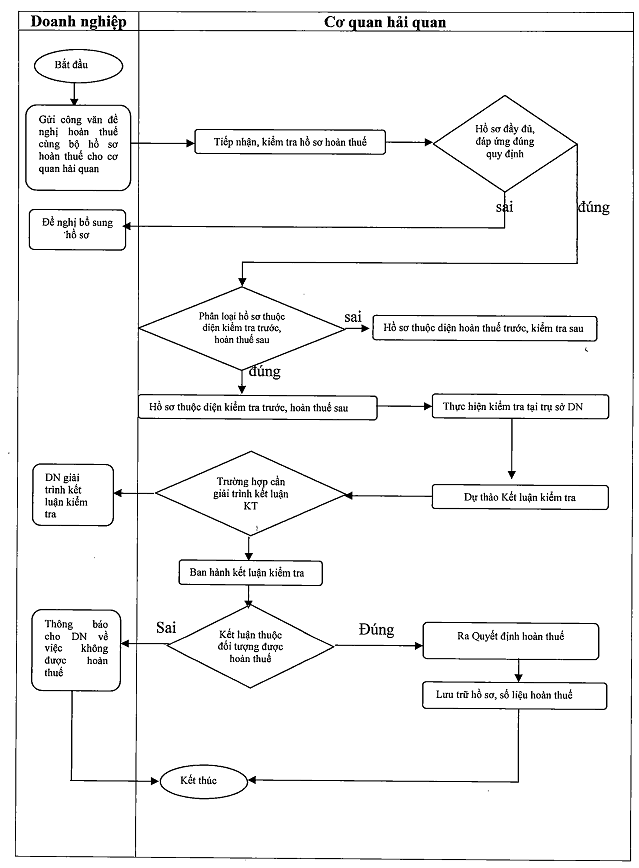 Doanh nghiệp
Cơ quan hải quan
Bắt đầu
Gửi công văn đề
nghị hoàn thuế
cùng bộ hồ sơ
hoàn thuế cho cơ
quan hải quan
Tiếp nhận, kiểm tra hồ sơ hoàn thuế
Hồ sơ đầy đủ,
đáp ứng đúng
quy định
sai
đúng
Đề nghị bổ sung
hồ sơ
Phân loại hồ sơ thuộc
diện kiểm tra trước,
hoàn thuế sau
sai
Hồ sơ thuộc diện hoàn thuế trước, kiểm tra sau
đúng
Hồ sơ thuộc diện kiểm tra trước, hoàn thuế sau
Thực hiện kiểm tra tại trụ sở DN
DN giải
trình kết
luận kiểm
tra
Trường hợp cần
giải trình kết luận
KT
Dự thảo Kết luận kiểm tra
Ban hành kết luận kiểm tra
Thông báo
cho DN về
việc không
được hoàn
thuế
Sai
Kết luận thuộc
đối tượng được
hoàn thuế
Đúng
Ra Quyết định hoàn thuế
Lưu trữ hồ sơ, số liệu hoàn thuế
Kết thúc